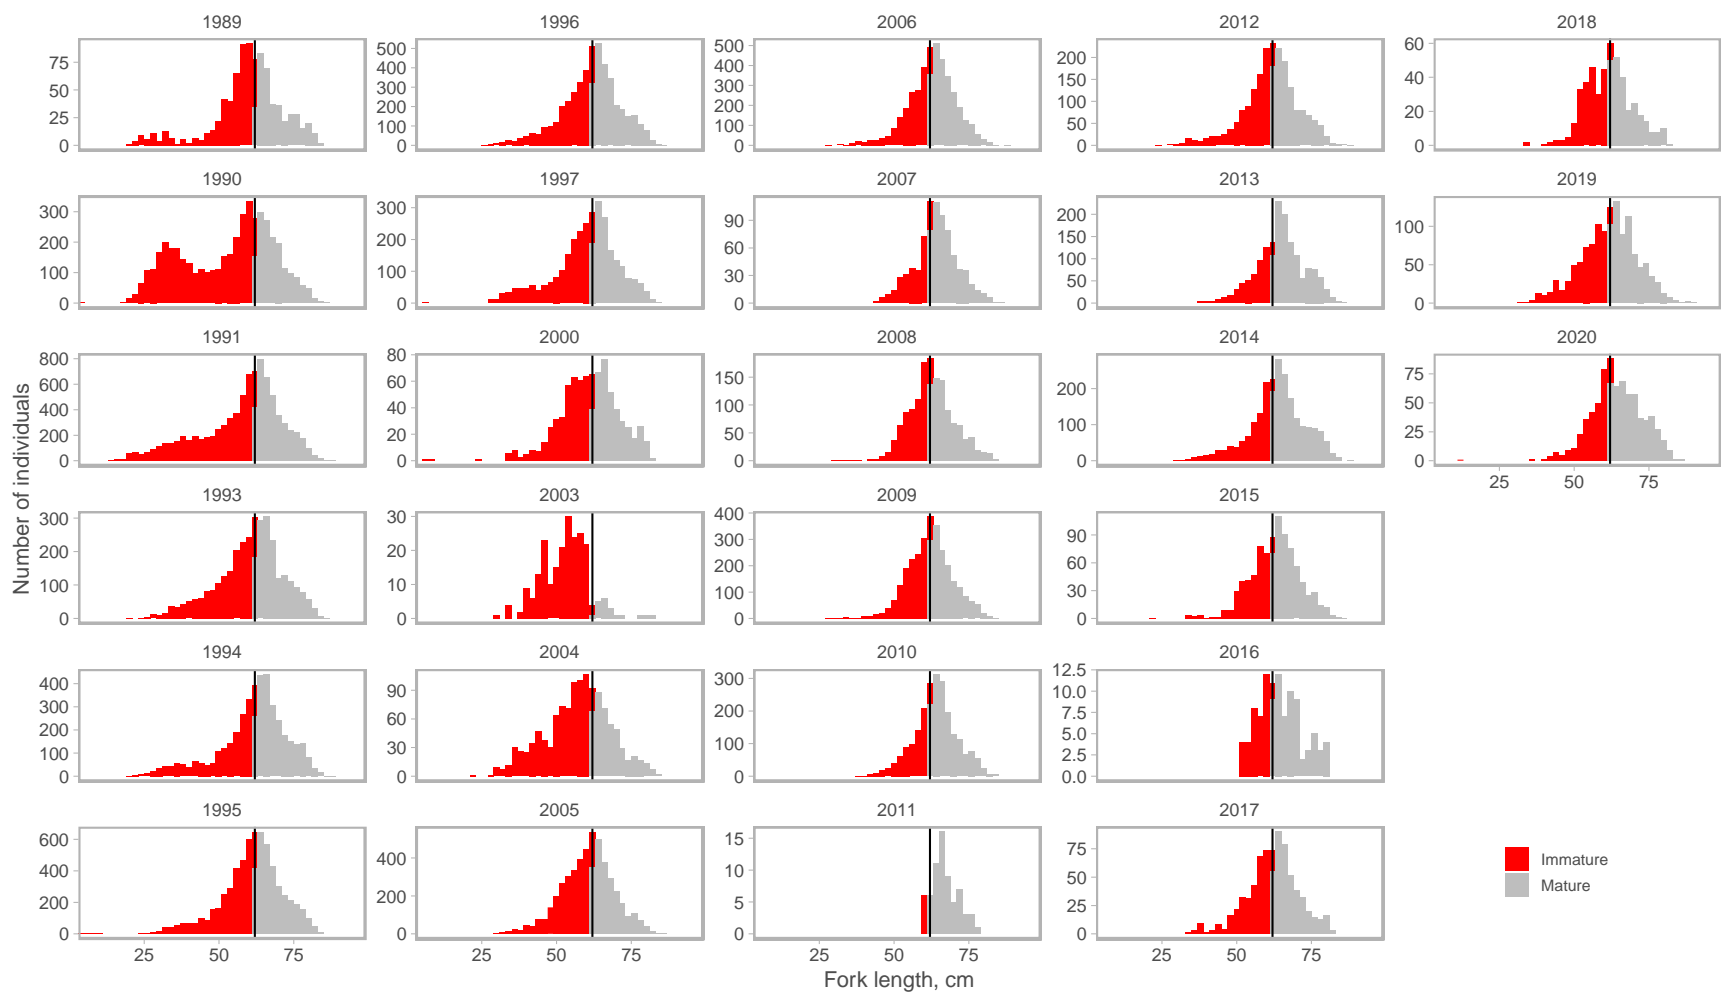 1989 1996 2006 2012 2018
75 50 25 0
500 400 300 200 100 0
500 400 300 200 100 0
200 150 100 50 0
60 40 20 0
1990 1997 2007 2013 2019
300 200 100 0
300 200 100 0
90 60 30 0
200 150 100 50 0
100 50 0
1991 2000 2008 2014 2020
800 600 400 200 0
80 60 40 20 0
150 100 50 0
200 100 0
75 50 25 0
25 50 75
1993 2003 2009 2015
300 200 100 0
30 20 10 0
400 300 200 100 0
90 60 30 0
1994 2004 2010 2016
400 300 200 100 0
90 60 30 0
300 200 100 0
12.5 10.0 7.5 5.0 2.5 0.0
1995 2005 2011 2017
600 400 200 0
400 200 0
15 10 5 0
75 50 25 0
25 50 75 25 50 75 25 50 75 25 50 75
Number of individuals
Fork length, cm
Immature
Mature